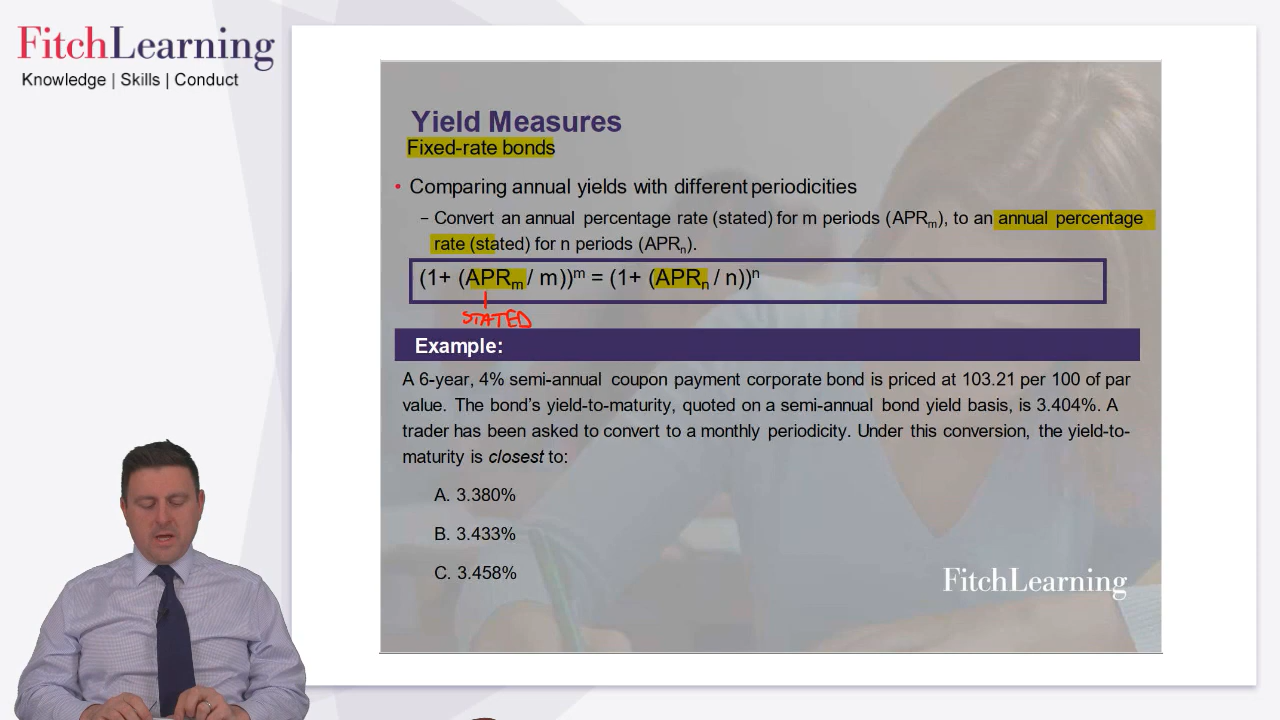 FitchLearning
Knowledge | Skills | Conduct
Yield Measures
Fixed-rate bonds
• Comparing annual yields with different periodicities
– Convert an annual percentage rate (stated) for m periods (APRm), to an annual percentage
rate (stated) for n periods (APRn).
(1+ (APRm / m))^m = (1+ (APRn / n))^n
STATED
Example:
A 6-year, 4% semi-annual coupon payment corporate bond is priced at 103.21 per 100 of par
value. The bond's yield-to-maturity, quoted on a semi-annual bond yield basis, is 3.404%. A
trader has been asked to convert to a monthly periodicity. Under this conversion, the yield-to-
maturity is closest to:
A. 3.380%
B. 3.433%
C. 3.458%
FitchLearning